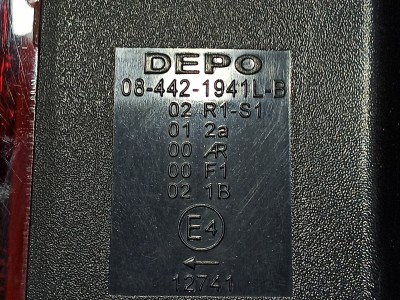 DEPO
08-442-1941L-B
02 R1-S1
01 2a
00 AR
00 F1
02 1B
E4
←
12741